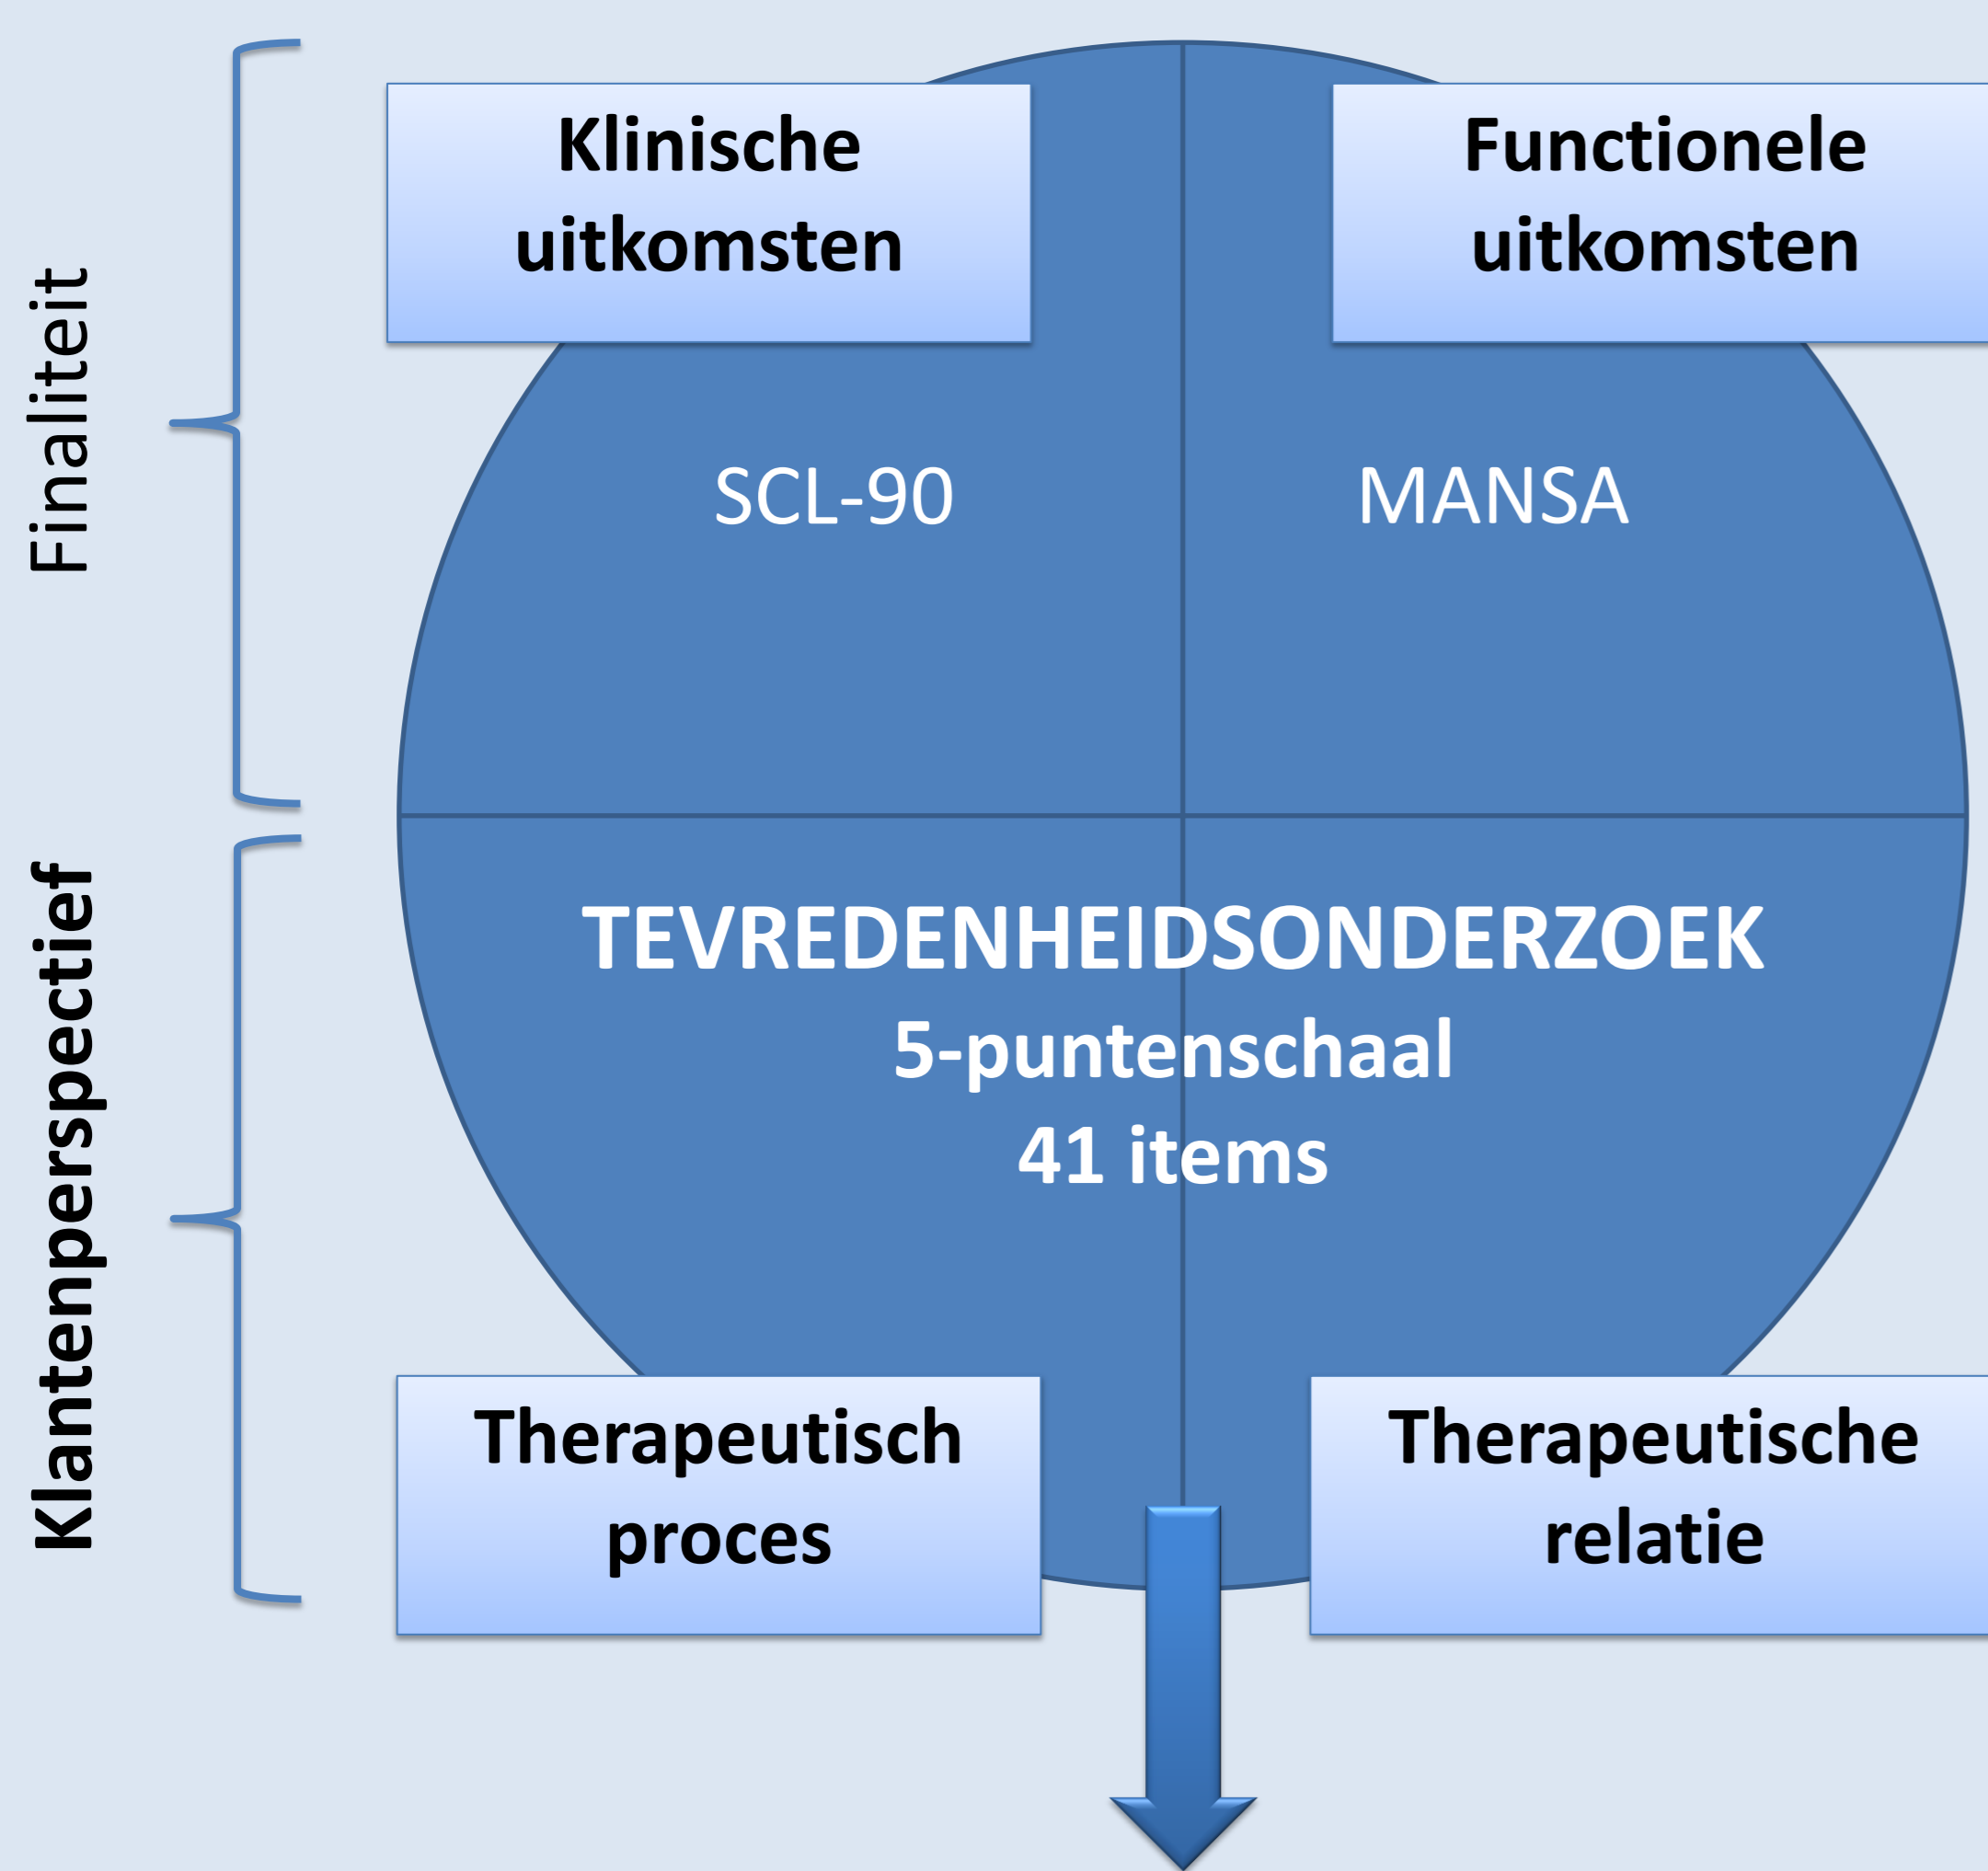 Finaliteit
Klinische
uitkomsten
Functionele
uitkomsten
SCL-90
MANSA
Klantenperspectief
TEVREDENHEIDSONDERZOEK
5-puntenschaal
41 items
Therapeutisch
proces
Therapeutische
relatie